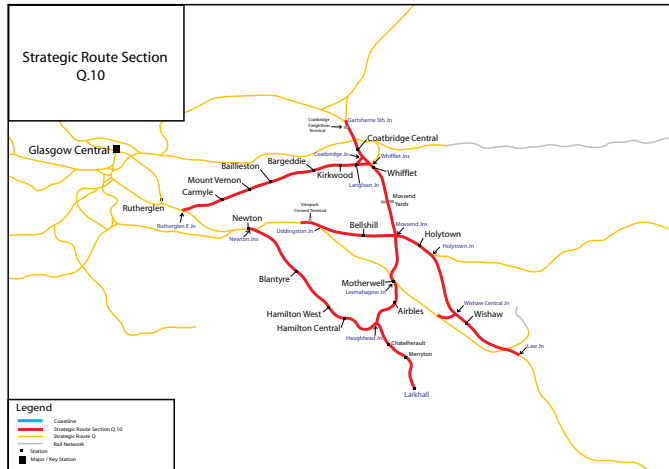 Strategic Route Section
Q.10
Gartsherrie Sth Jn
Coatbridge
Freightliner
Terminal
Coatbridge Central
Glasgow Central
Coatbridge Jn
Whifflet Jns
Bargeddie
Baillieston
Kirkwood
Whifflet
Langloan Jn
Mount Vernon
Carmyle
Mossend
Yards
Rutherglen
Viewpark
Cement Terminal
Newton
Rutherglen E.Jn
Uddingston Jn
Bellshill
Mossend Jns
Holytown
Newton Jns
Holytown Jn
Blantyre
Motherwell
Lesmahagow Jn
Wishaw Central Jn
Airbles
Hamilton West
Wishaw
Hamilton Central
Haughhead Jn
Chatelherault
Law Jn
Merryton
Larkhall
Legend
Coastline
Strategic Route Section Q.10
Strategic Route Q
Rail Network
Station
Major / Key Station